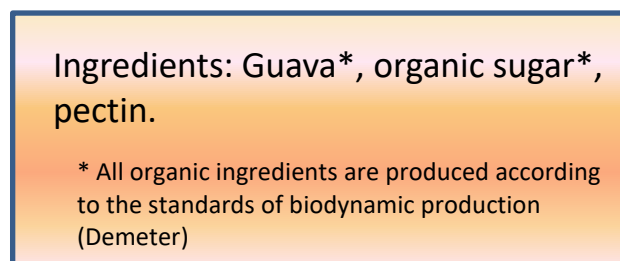 Ingredients: Guava*, organic sugar*,
pectin.
* All organic ingredients are produced according
to the standards of biodynamic production
(Demeter)